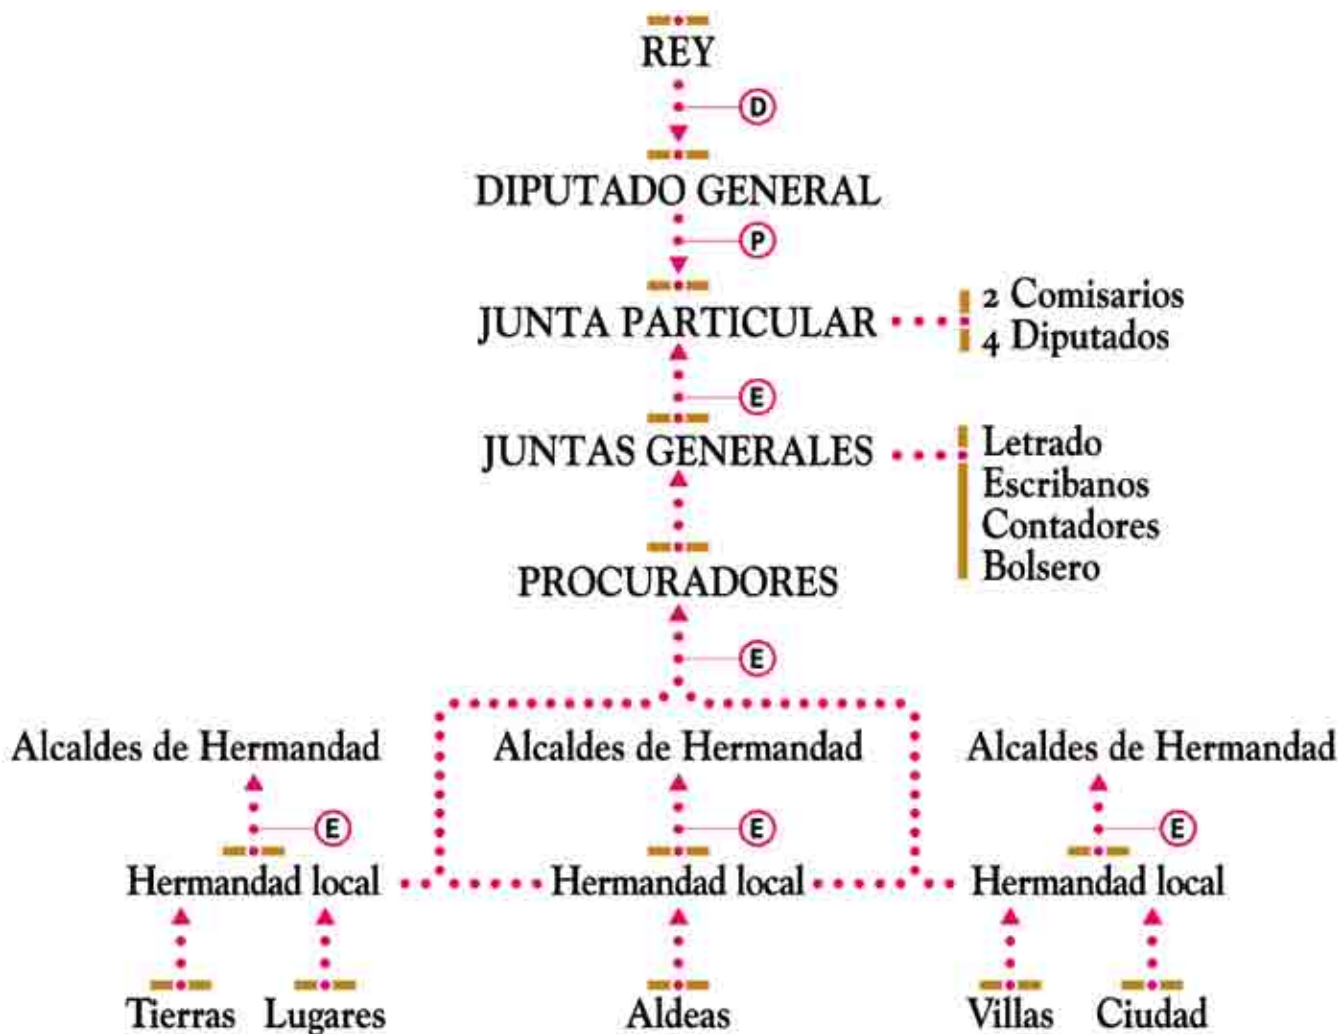 REY
D
DIPUTADO GENERAL
P
JUNTA PARTICULAR
2 Comisarios
4 Diputados
E
JUNTAS GENERALES
Letrado
Escribanos
Contadores
Bolsero
PROCURADORES
E
Alcaldes de Hermandad
Alcaldes de Hermandad
Alcaldes de Hermandad
E
E
E
Hermandad local
Hermandad local
Hermandad local
Tierras
Lugares
Aldeas
Villas
Ciudad